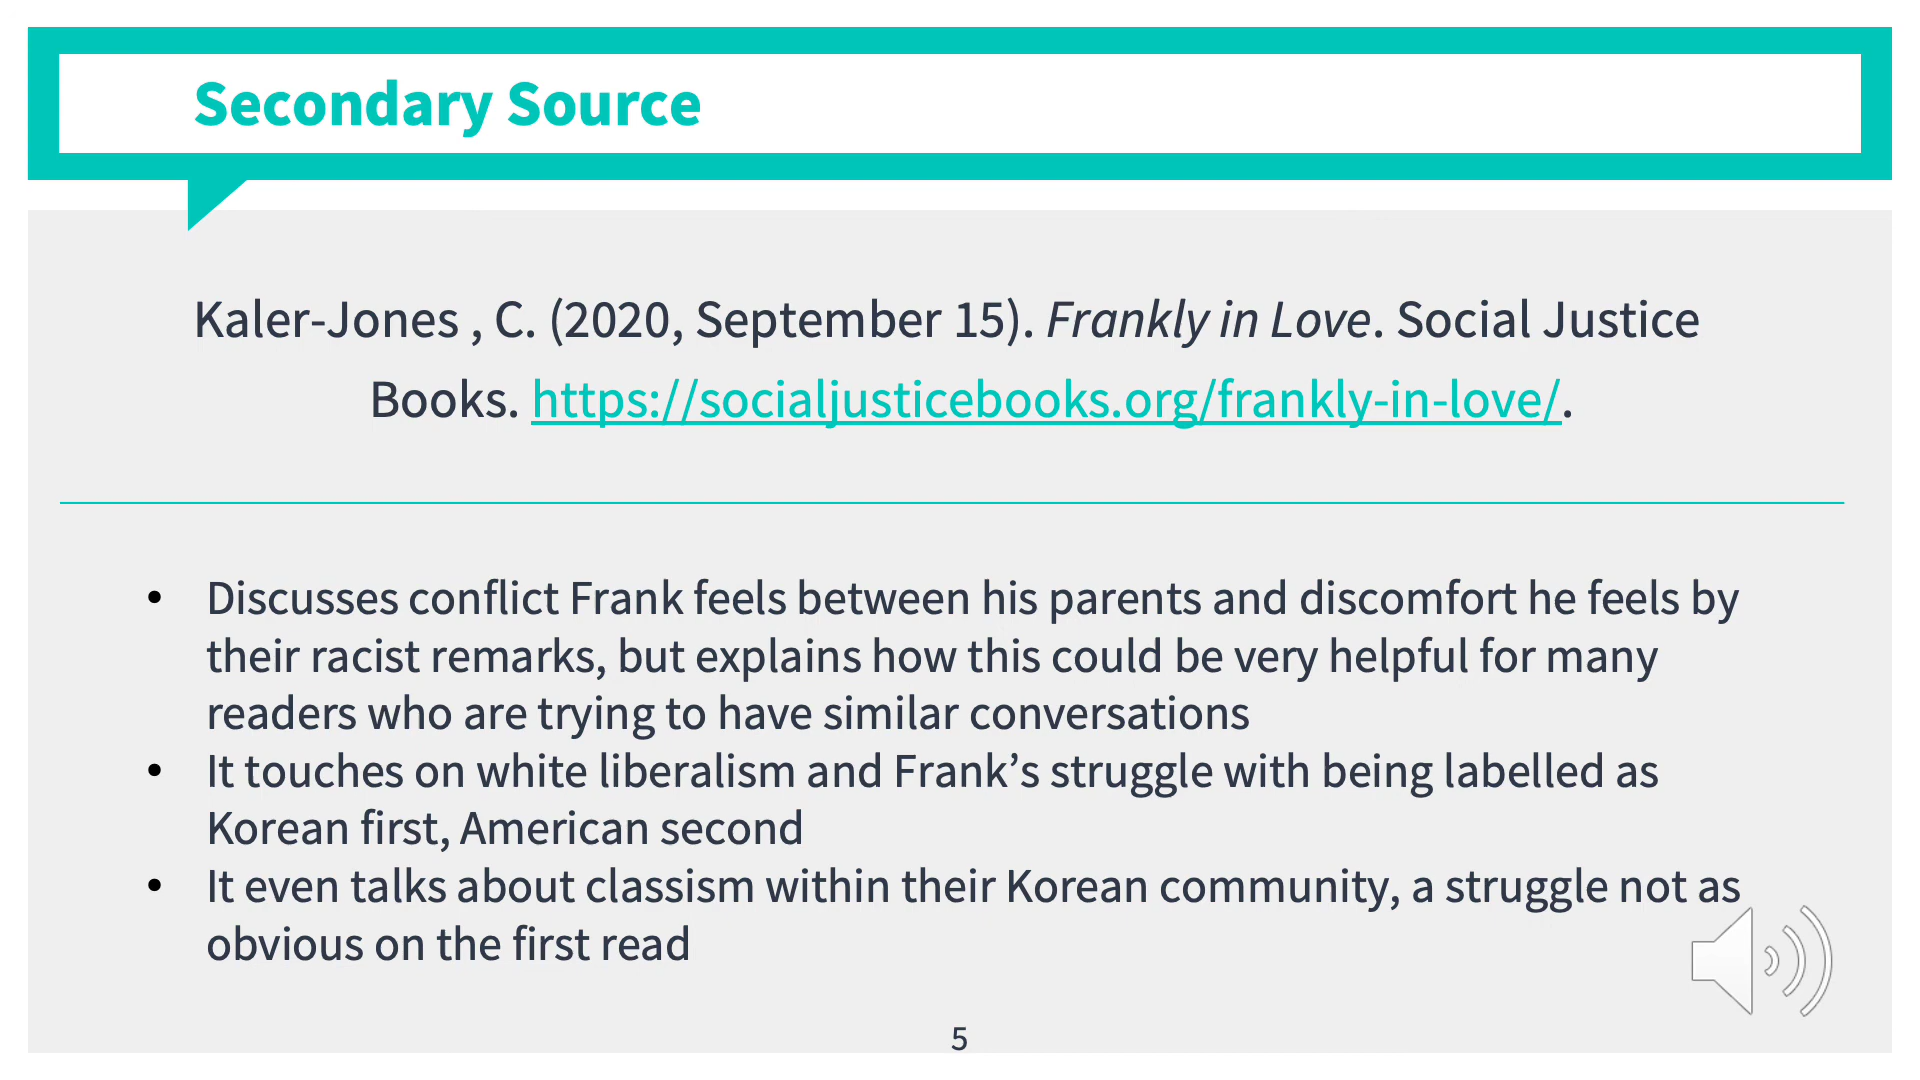 Secondary Source
Kaler-Jones , C. (2020, September 15). Frankly in Love. Social Justice
Books. https://socialjusticebooks.org/frankly-in-love/.
• Discusses conflict Frank feels between his parents and discomfort he feels by
their racist remarks, but explains how this could be very helpful for many
readers who are trying to have similar conversations
• It touches on white liberalism and Frank’s struggle with being labelled as
Korean first, American second
• It even talks about classism within their Korean community, a struggle not as
obvious on the first read
5